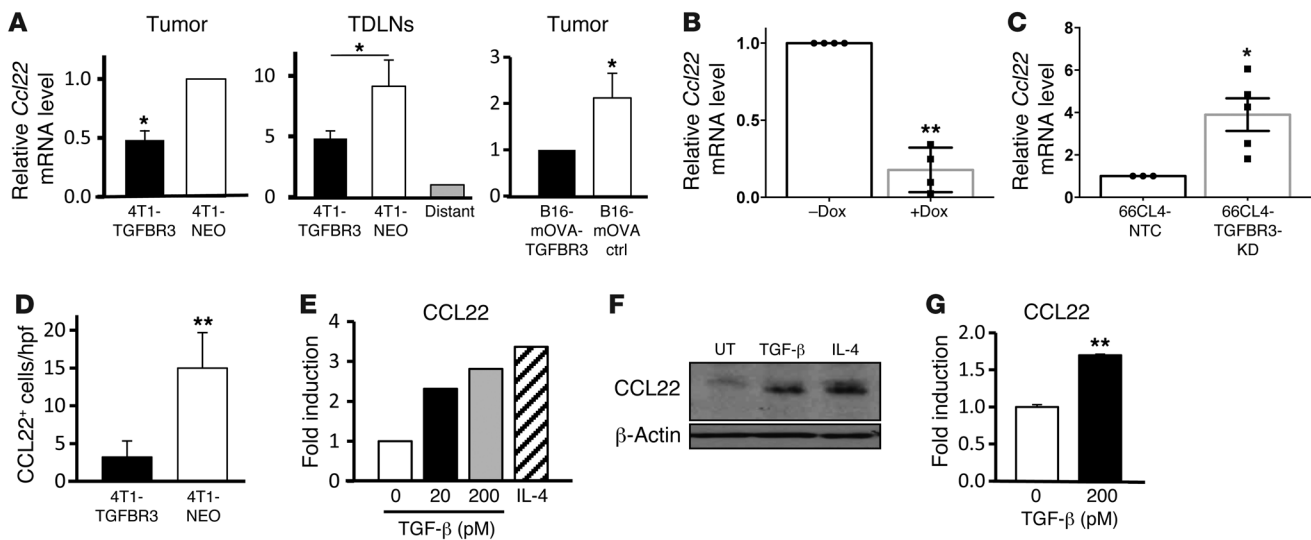 A
Tumor
TDLNs
Tumor
Relative Ccl22
mRNA level
1.0
0.5
0.0
*
4T1-
TGFBR3
4T1-
NEO
10
5
0
*
4T1-
TGFBR3
4T1-
NEO
Distant
3
2
1
0
*
B16-
mOVA-
TGFBR3
B16-
mOVA
ctrl
B
Relative Ccl22
mRNA level
1.0
0.5
0.0
**
–Dox
+Dox
C
Relative Ccl22
mRNA level
8
6
4
2
0
*
66CL4-
NTC
66CL4-
TGFBR3-
KD
D
CCL22⁺ cells/hpf
20
15
10
5
0
**
4T1-
TGFBR3
4T1-
NEO
E
CCL22
Fold induction
4
3
2
1
0
0 20 200 IL-4
TGF-β (pM)
F
UT TGF-β IL-4
CCL22
β-Actin
G
CCL22
Fold induction
2.0
1.5
1.0
0.5
0.0
**
0 200
TGF-β (pM)